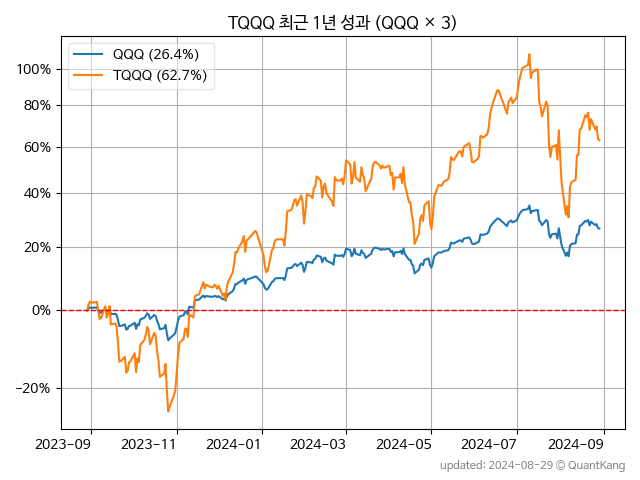 TQQQ 최근 1년 성과 (QQQ × 3)
QQQ (26.4%)
TQQQ (62.7%)
100%
80%
60%
40%
20%
0%
−20%
2023-09 2023-11 2024-01 2024-03 2024-05 2024-07 2024-09
updated: 2024-08-29 © QuantKang